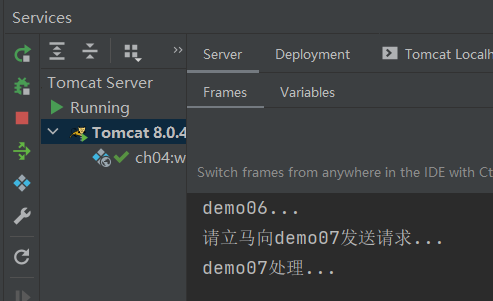 Services
Server Deployment Tomcat Localh
Tomcat Server
Frames Variables
Running
Tomcat 8.0.4
ch04:w
Switch frames from anywhere in the IDE with Ct
demo06...
请立马向demo07发送请求...
demo07处理...